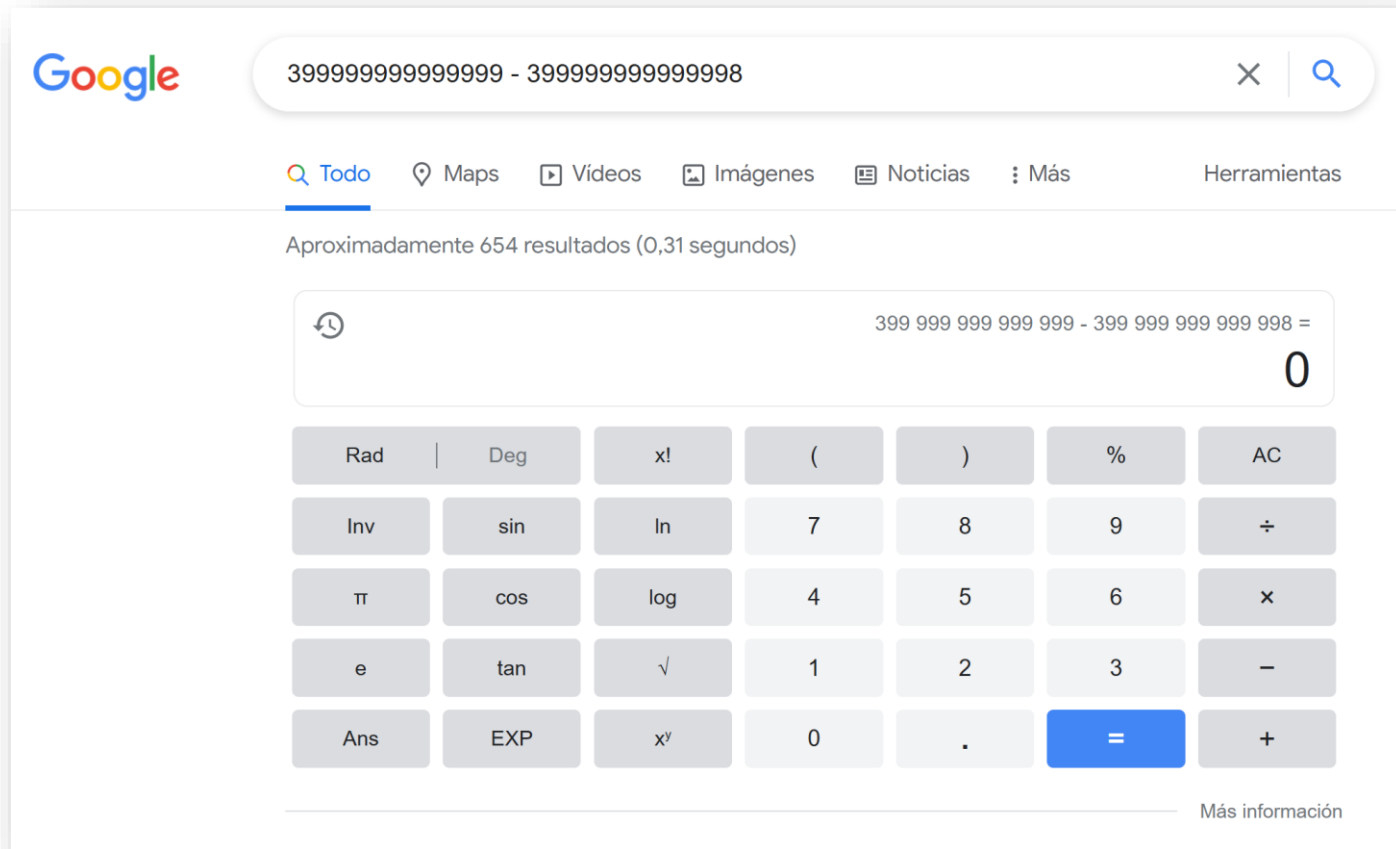 Google
399999999999999 - 399999999999998
Todo Maps Vídeos Imágenes Noticias Más Herramientas
Aproximadamente 654 resultados (0,31 segundos)
399 999 999 999 999 - 399 999 999 999 998 =
0
Rad Deg x! ( ) % AC
Inv sin ln 7 8 9 ÷
π cos log 4 5 6 ×
e tan √ 1 2 3 −
Ans EXP xʸ 0 . = +
Más información